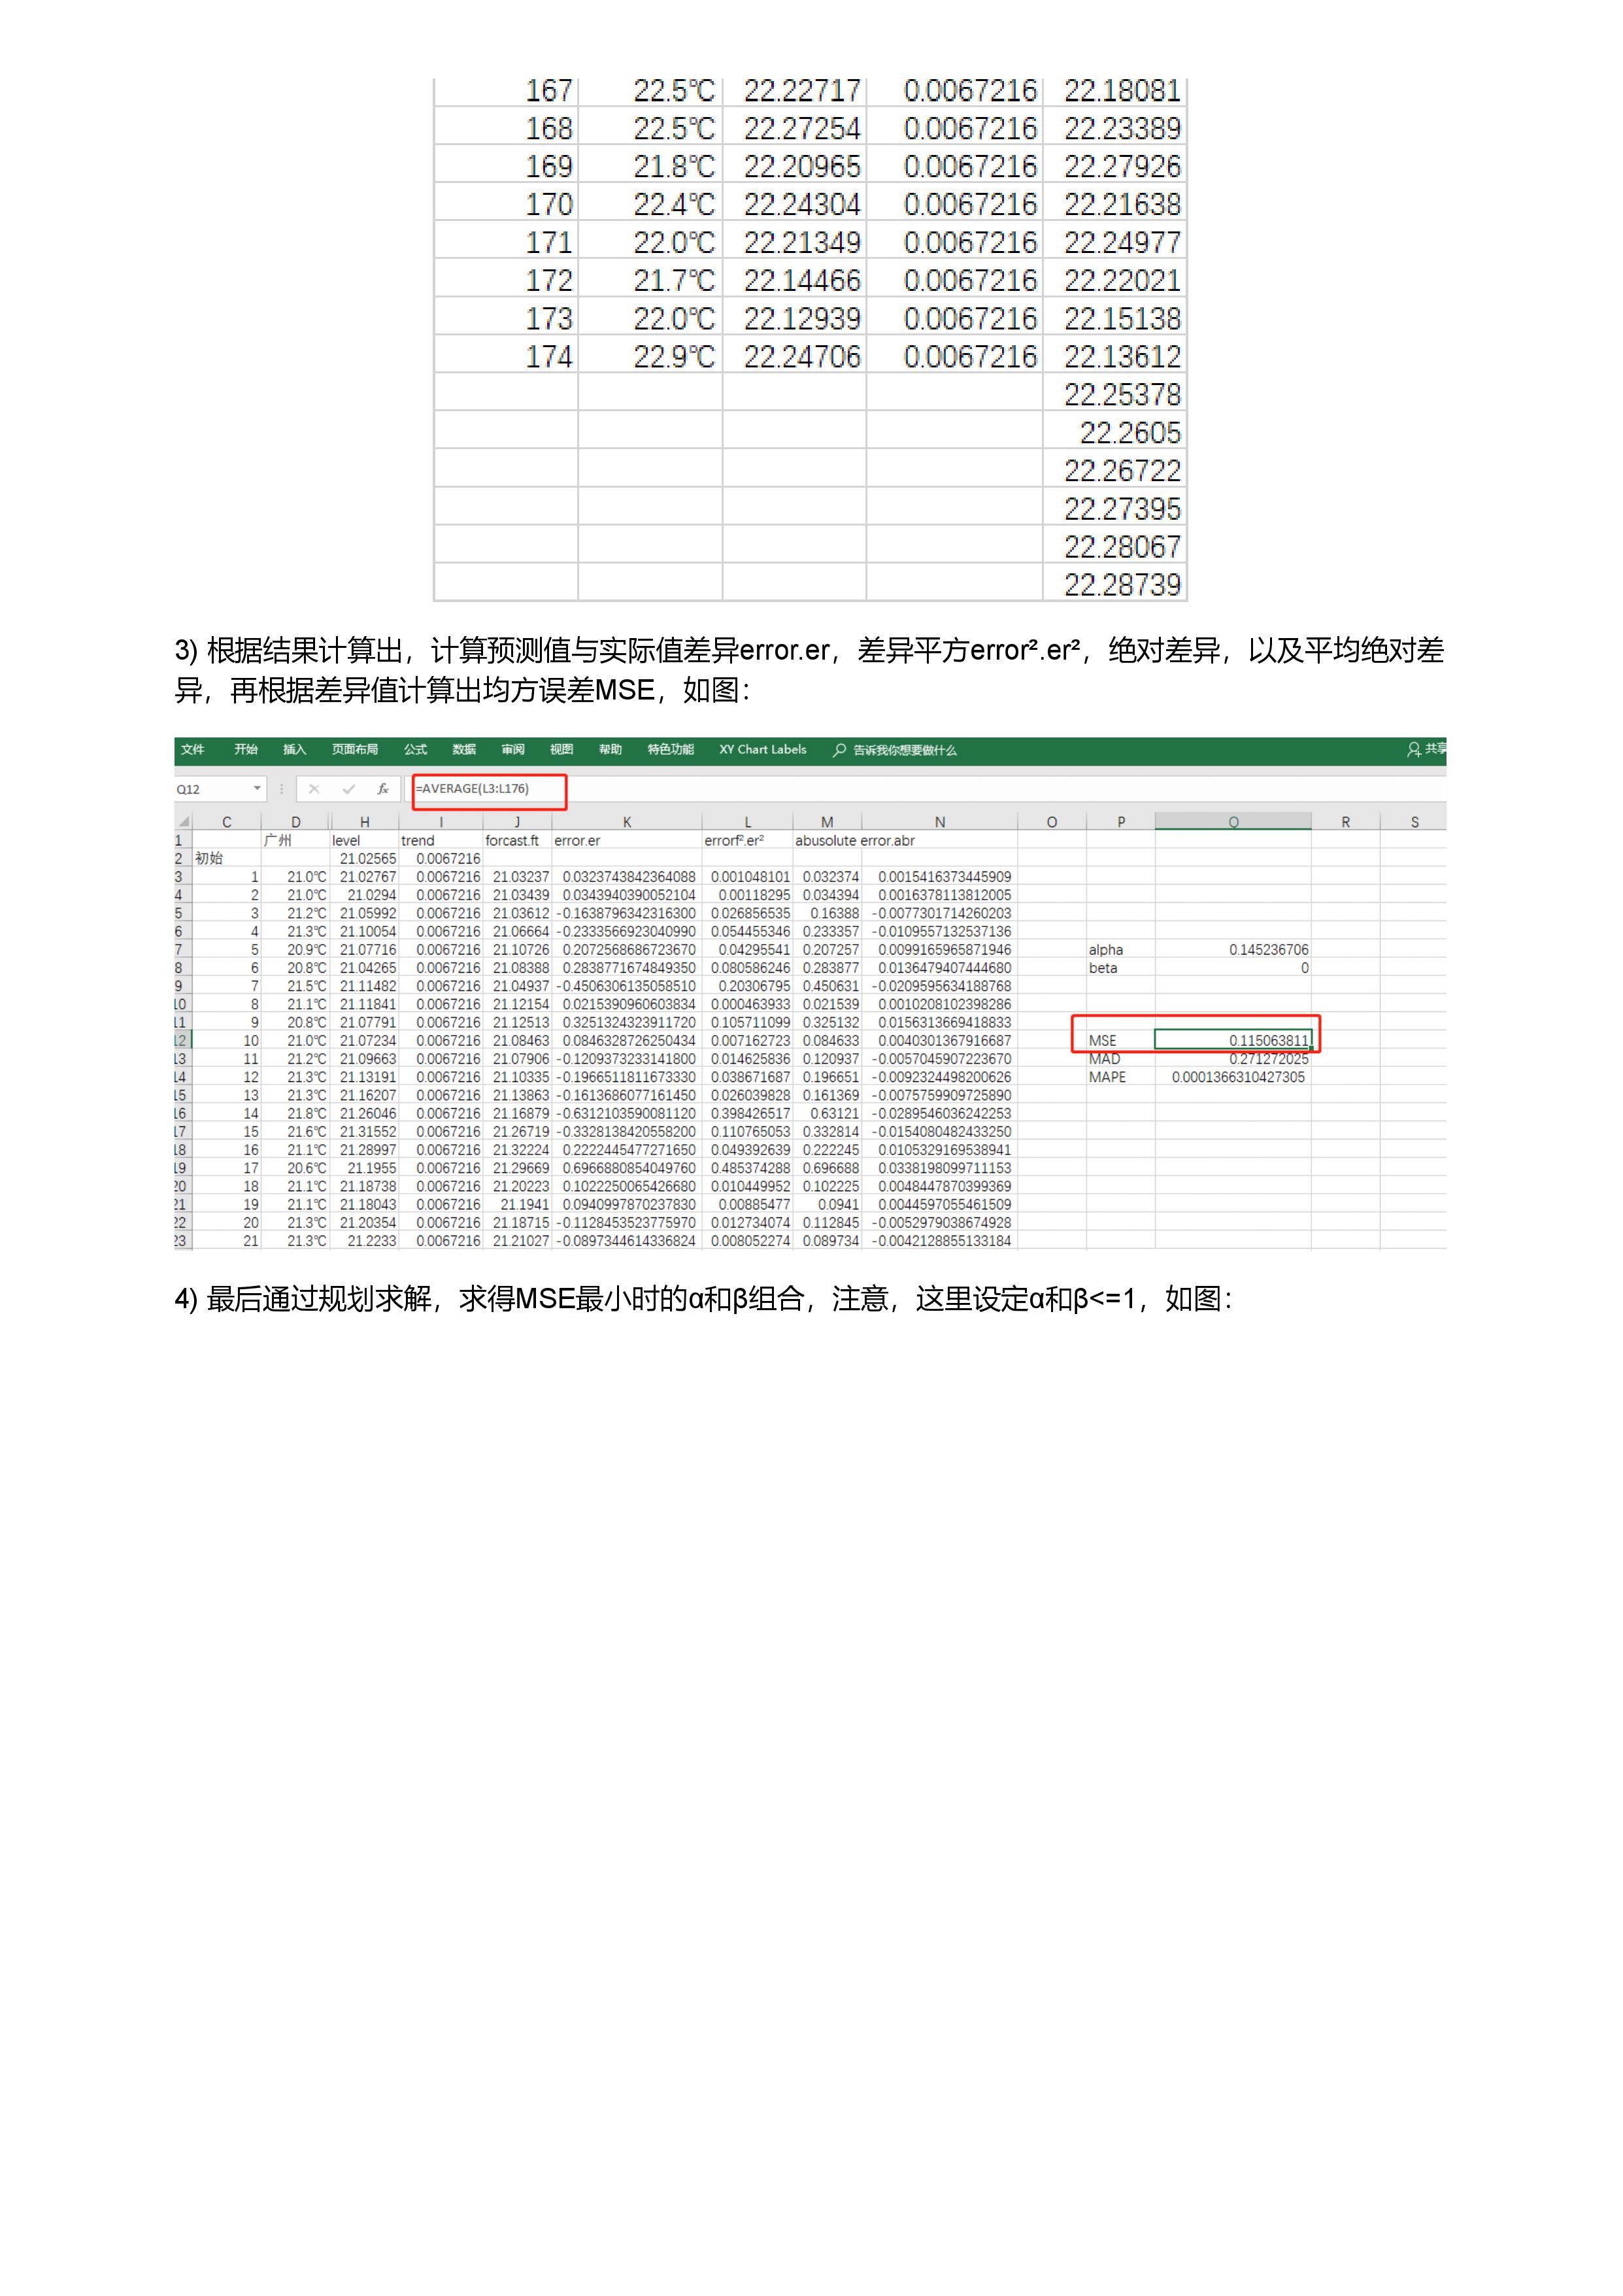 167 22.5℃ 22.22717 0.0067216 22.18081
168 22.5℃ 22.27254 0.0067216 22.23389
169 21.8℃ 22.20965 0.0067216 22.27926
170 22.4℃ 22.24304 0.0067216 22.21638
171 22.0℃ 22.21349 0.0067216 22.24977
172 21.7℃ 22.14466 0.0067216 22.22021
173 22.0℃ 22.12939 0.0067216 22.15138
174 22.9℃ 22.24706 0.0067216 22.13612
22.25378
22.2605
22.26722
22.27395
22.28067
22.28739
3) 根据结果计算出，计算预测值与实际值差异error.er，差异平方error².er²，绝对差异，以及平均绝对差
异，再根据差异值计算出均方误差MSE，如图：
文件 开始 插入 页面布局 公式 数据 审阅 视图 帮助 特色功能 XY Chart Labels 告诉我你想要做什么 共享
Q12 fx =AVERAGE(L3:L176)
C D H I J K L M N O P Q R S
1 广州 level trend forcast.ft error.er errorf².er² abusolute error.abr
2 初始 21.02565 0.0067216
3 1 21.0℃ 21.02767 0.0067216 21.03237 0.0323743842364088 0.001048101 0.032374 0.0015416373445909
4 2 21.0℃ 21.0294 0.0067216 21.03439 0.0343940390052104 0.00118295 0.034394 0.0016378113812005
5 3 21.2℃ 21.05992 0.0067216 21.03612 -0.1638796342316300 0.026856535 0.16388 -0.0077301714260203
6 4 21.3℃ 21.10054 0.0067216 21.06664 -0.2333566923040990 0.054455346 0.233357 -0.0109557132537136
7 5 20.9℃ 21.07716 0.0067216 21.10726 0.2072568686723670 0.04295541 0.207257 0.0099165965871946 alpha 0.145236706
8 6 20.8℃ 21.04265 0.0067216 21.08388 0.2838771674849350 0.080586246 0.283877 0.0136479407444680 beta 0
9 7 21.5℃ 21.11482 0.0067216 21.04937 -0.4506306135058510 0.20306795 0.450631 -0.0209595634188768
10 8 21.1℃ 21.11841 0.0067216 21.12154 0.0215390960603834 0.000463933 0.021539 0.0010208102398286
11 9 20.8℃ 21.07791 0.0067216 21.12513 0.3251324323911720 0.105711099 0.325132 0.0156313669418833
12 10 21.0℃ 21.07234 0.0067216 21.08463 0.0846328726250434 0.007162723 0.084633 0.0040301367916687 MSE 0.115063811
13 11 21.2℃ 21.09663 0.0067216 21.07906 -0.1209373233141800 0.014625836 0.120937 -0.0057045907223670 MAD 0.271272025
14 12 21.3℃ 21.13191 0.0067216 21.10335 -0.1966511811673330 0.038671687 0.196651 -0.0092324498200626 MAPE 0.0001366310427305
15 13 21.3℃ 21.16207 0.0067216 21.13863 -0.1613686077161450 0.026039828 0.161369 -0.0075759909725890
16 14 21.8℃ 21.26046 0.0067216 21.16879 -0.6312103590081120 0.398426517 0.63121 -0.0289546036242253
17 15 21.6℃ 21.31552 0.0067216 21.26719 -0.3328138420558200 0.110765053 0.332814 -0.0154080482433250
18 16 21.1℃ 21.28997 0.0067216 21.32224 0.2222445477271650 0.049392639 0.222245 0.0105329169538941
19 17 20.6℃ 21.1955 0.0067216 21.29669 0.6966880854049760 0.485374288 0.696688 0.0338198099711153
20 18 21.1℃ 21.18738 0.0067216 21.20223 0.1022250065426680 0.010449952 0.102225 0.0048447870399369
21 19 21.1℃ 21.18043 0.0067216 21.1941 0.0940997870237830 0.00885477 0.0941 0.0044597055461509
22 20 21.3℃ 21.20354 0.0067216 21.18715 -0.1128453523775970 0.012734074 0.112845 -0.0052979038674928
23 21 21.3℃ 21.2233 0.0067216 21.21027 -0.0897344614336824 0.008052274 0.089734 -0.0042128855133184
4) 最后通过规划求解，求得MSE最小时的α和β组合，注意，这里设定α和β<=1，如图：